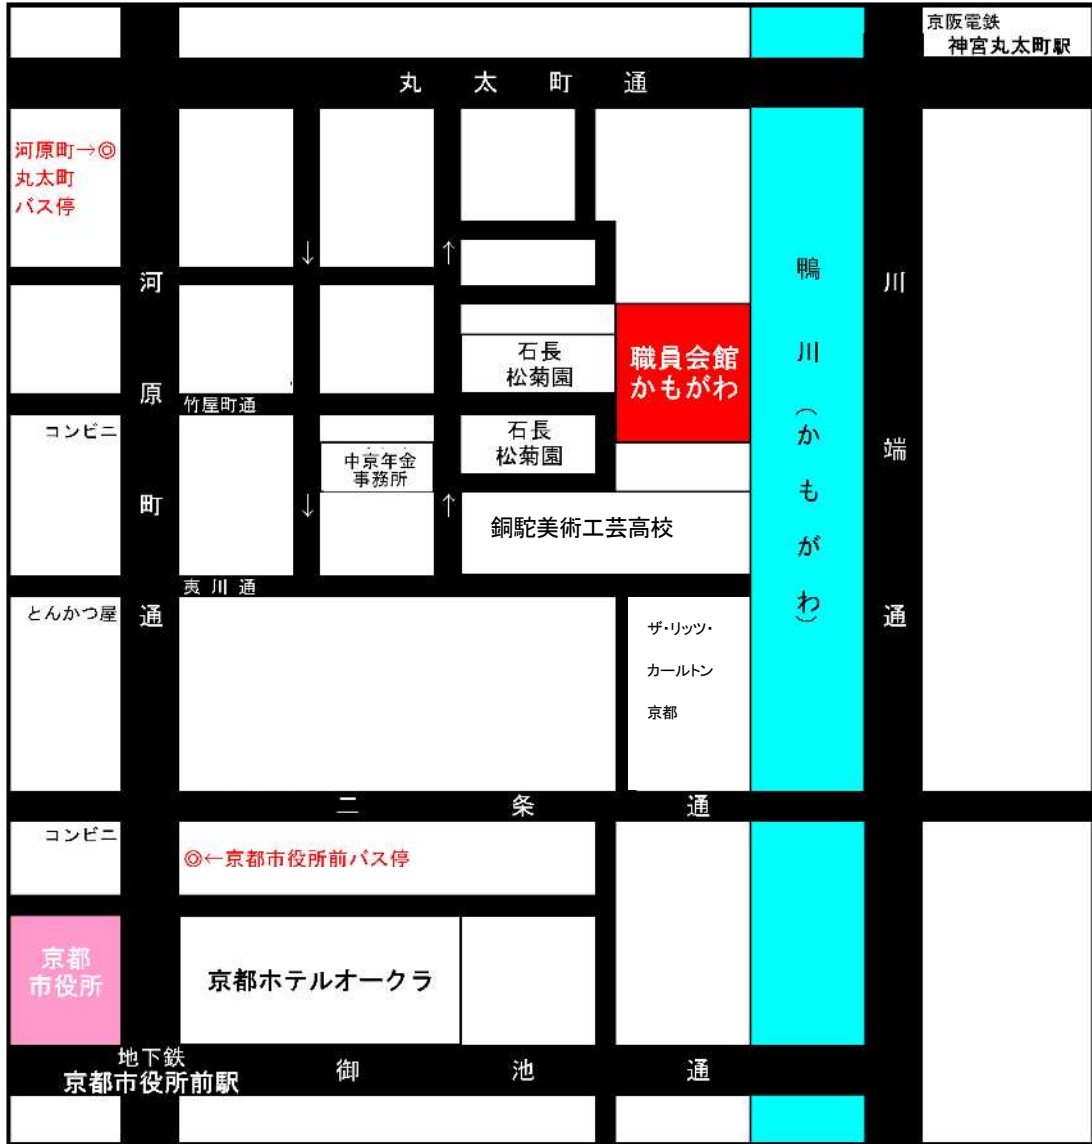 京阪電鉄
神宮丸太町駅
丸太町通
河原町→◎
丸太町
バス停
↓
↑
河原町通
鴨川(かもがわ)
川端通
石長
松菊園
職員会館
かもがわ
竹屋町通
コンビニ
石長
松菊園
中京年金
事務所
↓
↑
銅駝美術工芸高校
夷川通
とんかつ屋
ザ・リッツ・
カールトン
京都
二条通
コンビニ
◎←京都市役所前バス停
京都
市役所
京都ホテルオークラ
地下鉄
京都市役所前駅
御池通